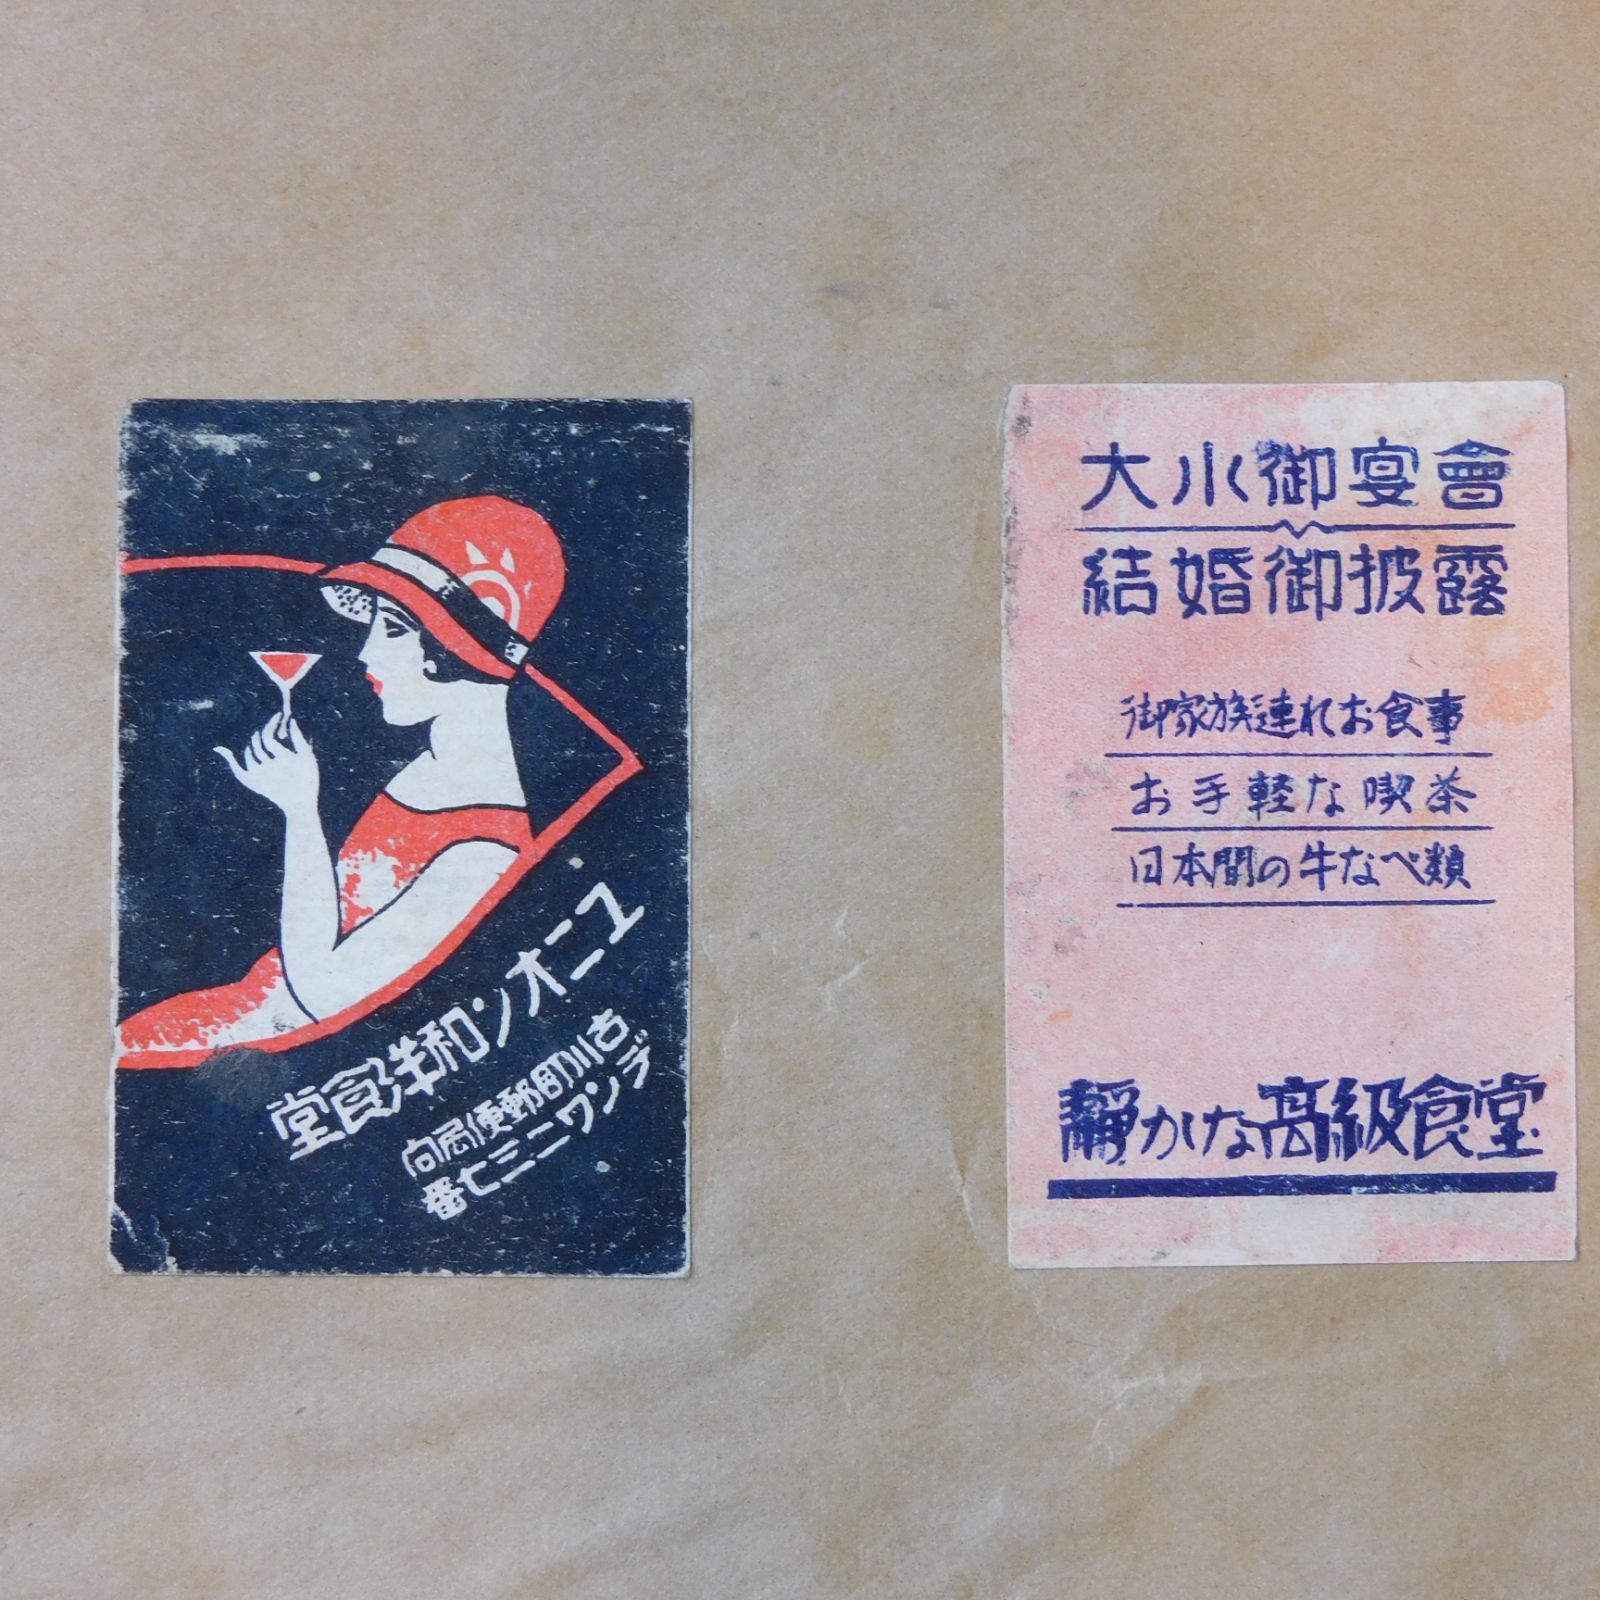 ユニオン和洋食堂
古川町郵便局向
デンワ二三七番
大小御宴會
結婚御披露
御家族連れお食事
お手軽な喫茶
日本間の牛なべ類
靜かな高級食堂